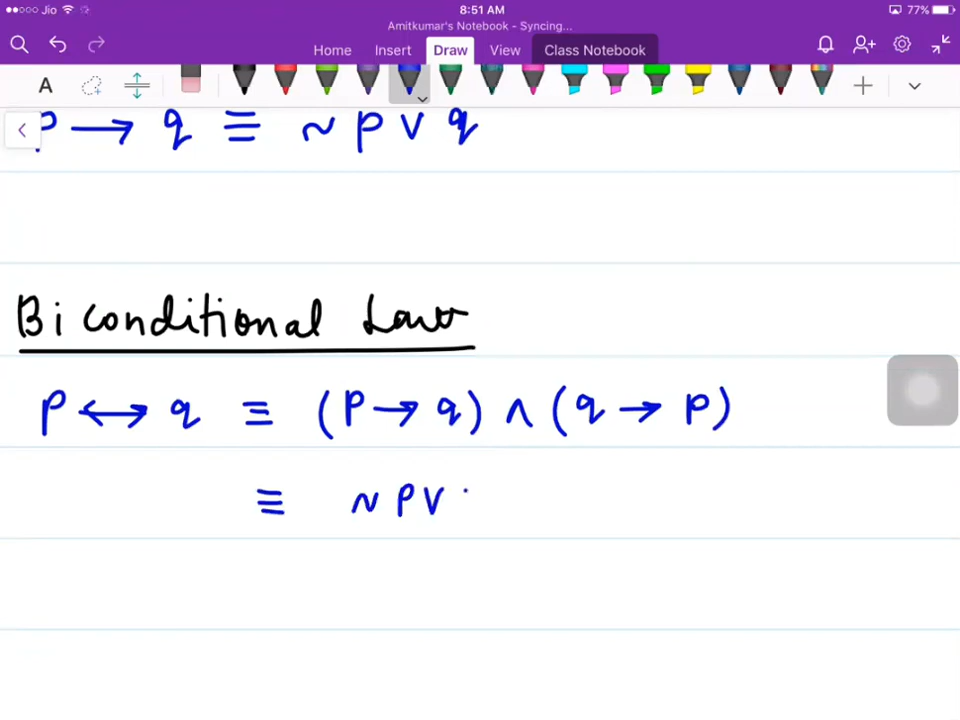 Jio 8:51 AM 77%
Amitkumar's Notebook - Syncing...
Home Insert Draw View Class Notebook
A
p → q ≡ ~ p ∨ q
Bi conditional Law
P ↔ q ≡ (P → q) ∧ (q → p)
≡ ~ P ∨